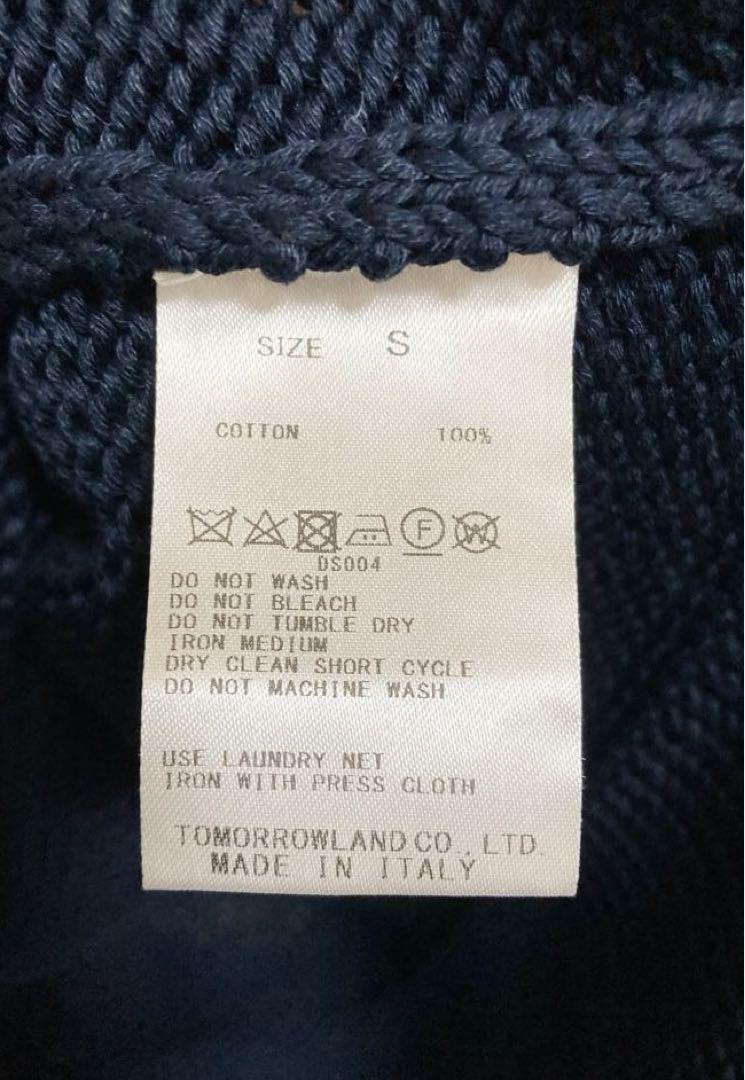 SIZE S
COTTON 100%
F W
DS004
DO NOT WASH
DO NOT BLEACH
DO NOT TUMBLE DRY
IRON MEDIUM
DRY CLEAN SHORT CYCLE
DO NOT MACHINE WASH
USE LAUNDRY NET
IRON WITH PRESS CLOTH
TOMORROWLAND CO., LTD.
MADE IN ITALY